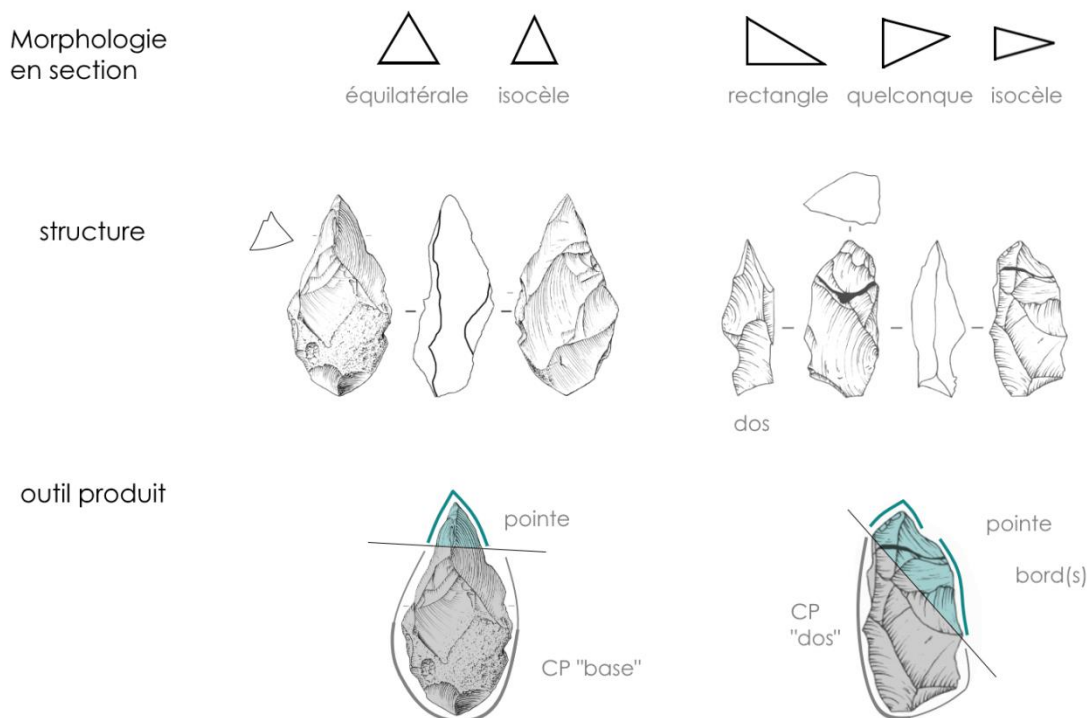 Morphologie
en section
équilatérale
isocèle
rectangle
quelconque
isocèle
structure
dos
outil produit
pointe
CP "base"
pointe
bord(s)
CP
"dos"